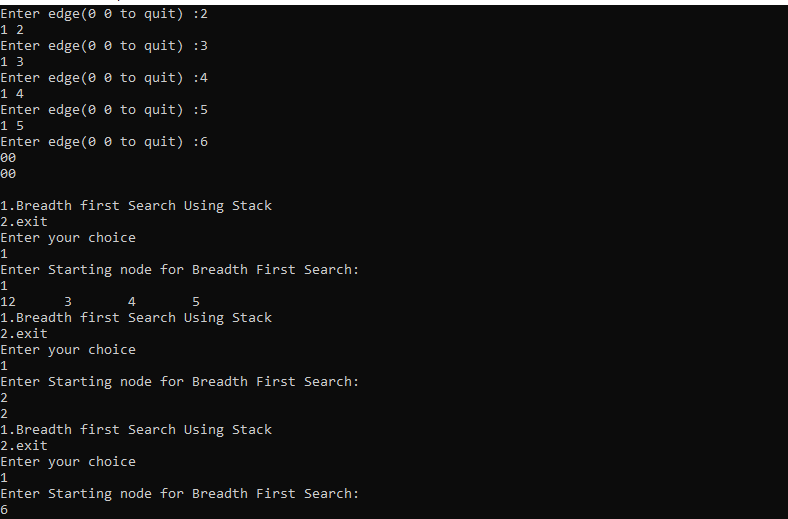 Enter edge(0 0 to quit) :2
1 2
Enter edge(0 0 to quit) :3
1 3
Enter edge(0 0 to quit) :4
1 4
Enter edge(0 0 to quit) :5
1 5
Enter edge(0 0 to quit) :6
00
00

1.Breadth first Search Using Stack
2.exit
Enter your choice
1
Enter Starting node for Breadth First Search:
1
12      3       4       5
1.Breadth first Search Using Stack
2.exit
Enter your choice
1
Enter Starting node for Breadth First Search:
2
2
1.Breadth first Search Using Stack
2.exit
Enter your choice
1
Enter Starting node for Breadth First Search:
6